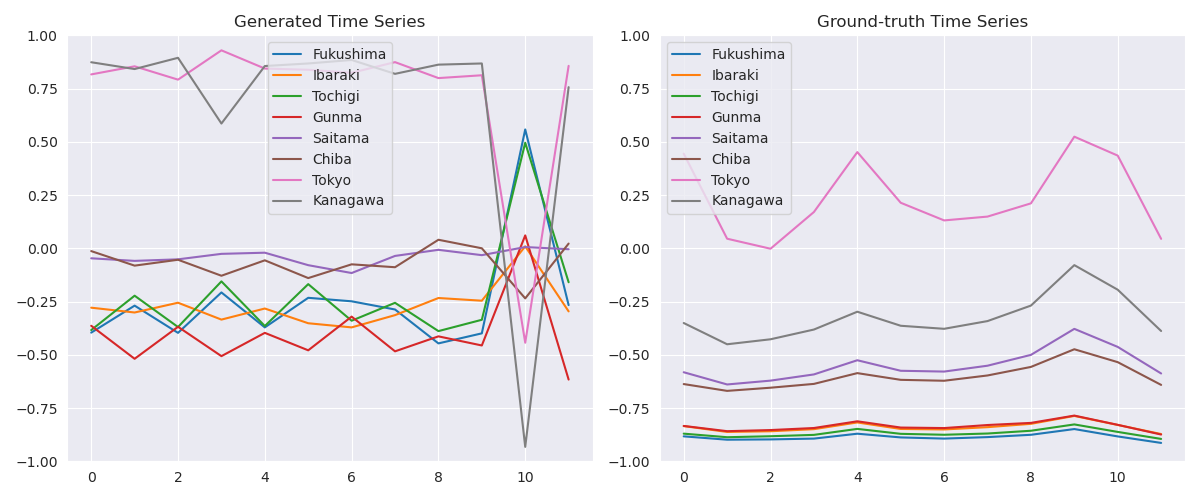 Generated Time Series
1.00
0.75
0.50
0.25
0.00
−0.25
−0.50
−0.75
−1.00
0
2
4
6
8
10
Fukushima
Ibaraki
Tochigi
Gunma
Saitama
Chiba
Tokyo
Kanagawa
Ground-truth Time Series
1.00
0.75
0.50
0.25
0.00
−0.25
−0.50
−0.75
−1.00
0
2
4
6
8
10
Fukushima
Ibaraki
Tochigi
Gunma
Saitama
Chiba
Tokyo
Kanagawa